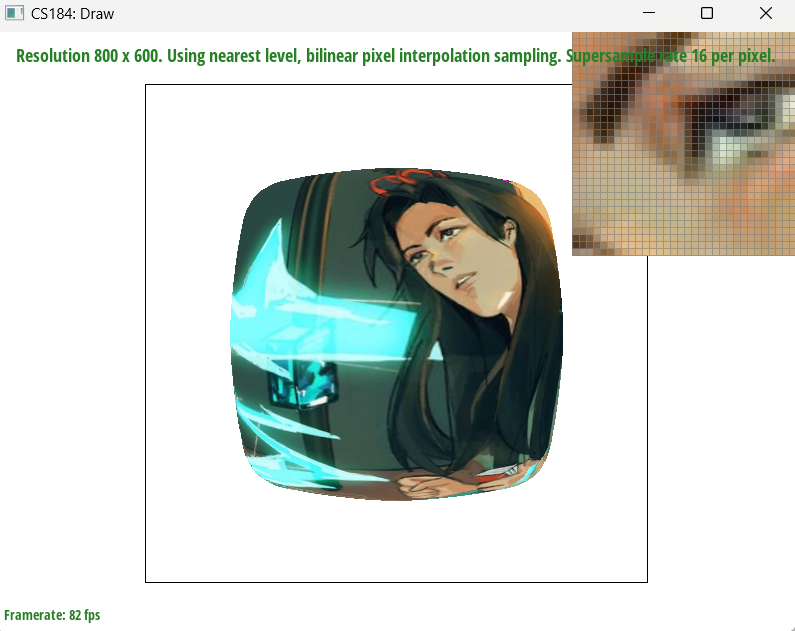 CS184: Draw
Resolution 800 x 600. Using nearest level, bilinear pixel interpolation sampling. Supersample rate 16 per pixel.
Framerate: 82 fps